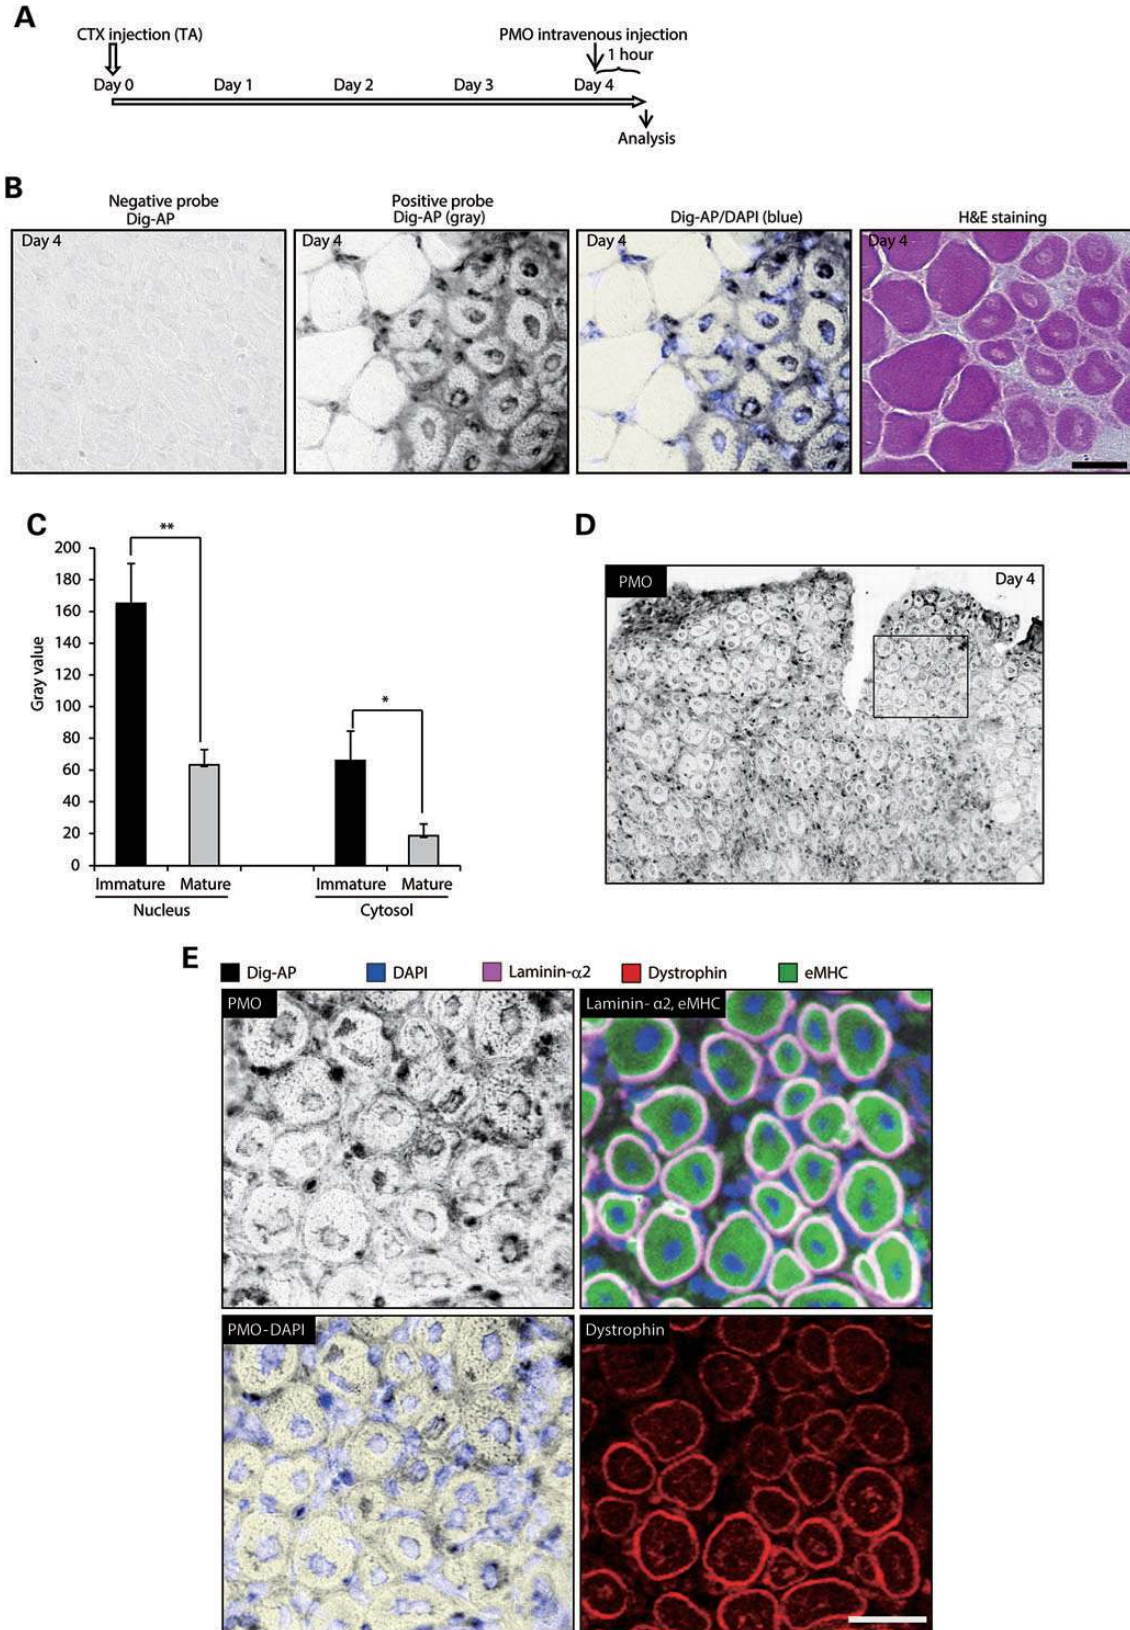 A
CTX injection (TA)
PMO intravenous injection
1 hour
Day 0 Day 1 Day 2 Day 3 Day 4
Analysis
B
Negative probe
Dig-AP
Positive probe
Dig-AP (gray)
Dig-AP/DAPI (blue)
H&E staining
Day 4
Day 4
Day 4
Day 4
C
**
*
Gray value
200
180
160
140
120
100
80
60
40
20
0
Immature Mature Immature Mature
Nucleus Cytosol
D
PMO
Day 4
E
Dig-AP DAPI Laminin-α2 Dystrophin eMHC
PMO
Laminin- α2, eMHC
PMO-DAPI
Dystrophin